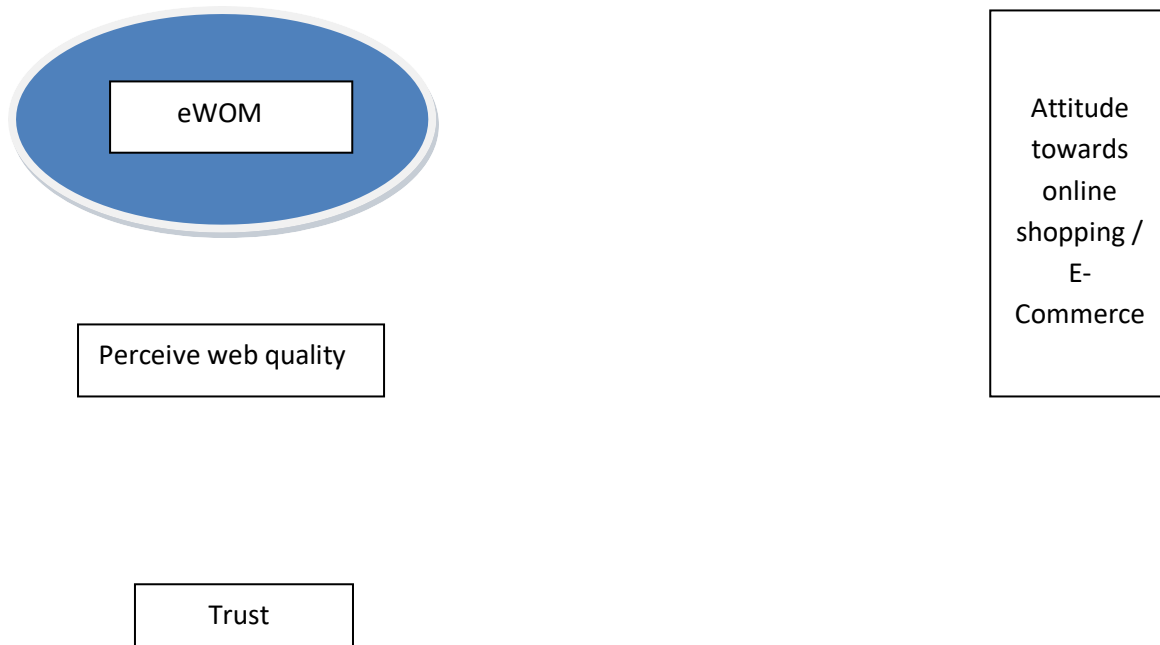 eWOM
Attitude
towards
online
shopping /
E-
Commerce
Perceive web quality
Trust